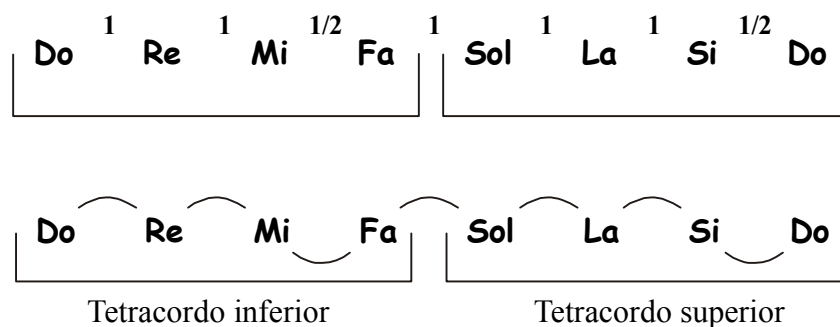 1 1 1/2 1 1 1 1/2
Do Re Mi Fa Sol La Si Do
Do Re Mi Fa Sol La Si Do
Tetracordo inferior Tetracordo superior